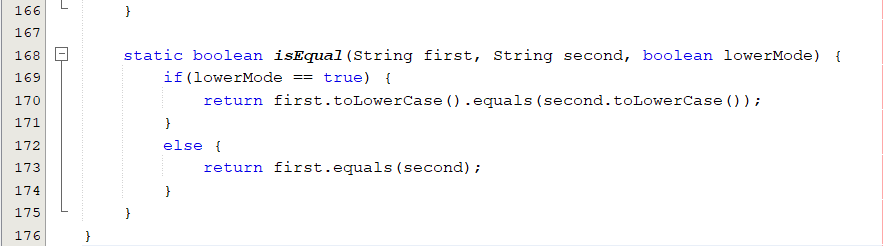 166 }
167
168 static boolean isEqual(String first, String second, boolean lowerMode) {
169 if(lowerMode == true) {
170 return first.toLowerCase().equals(second.toLowerCase());
171 }
172 else {
173 return first.equals(second);
174 }
175 }
176 }